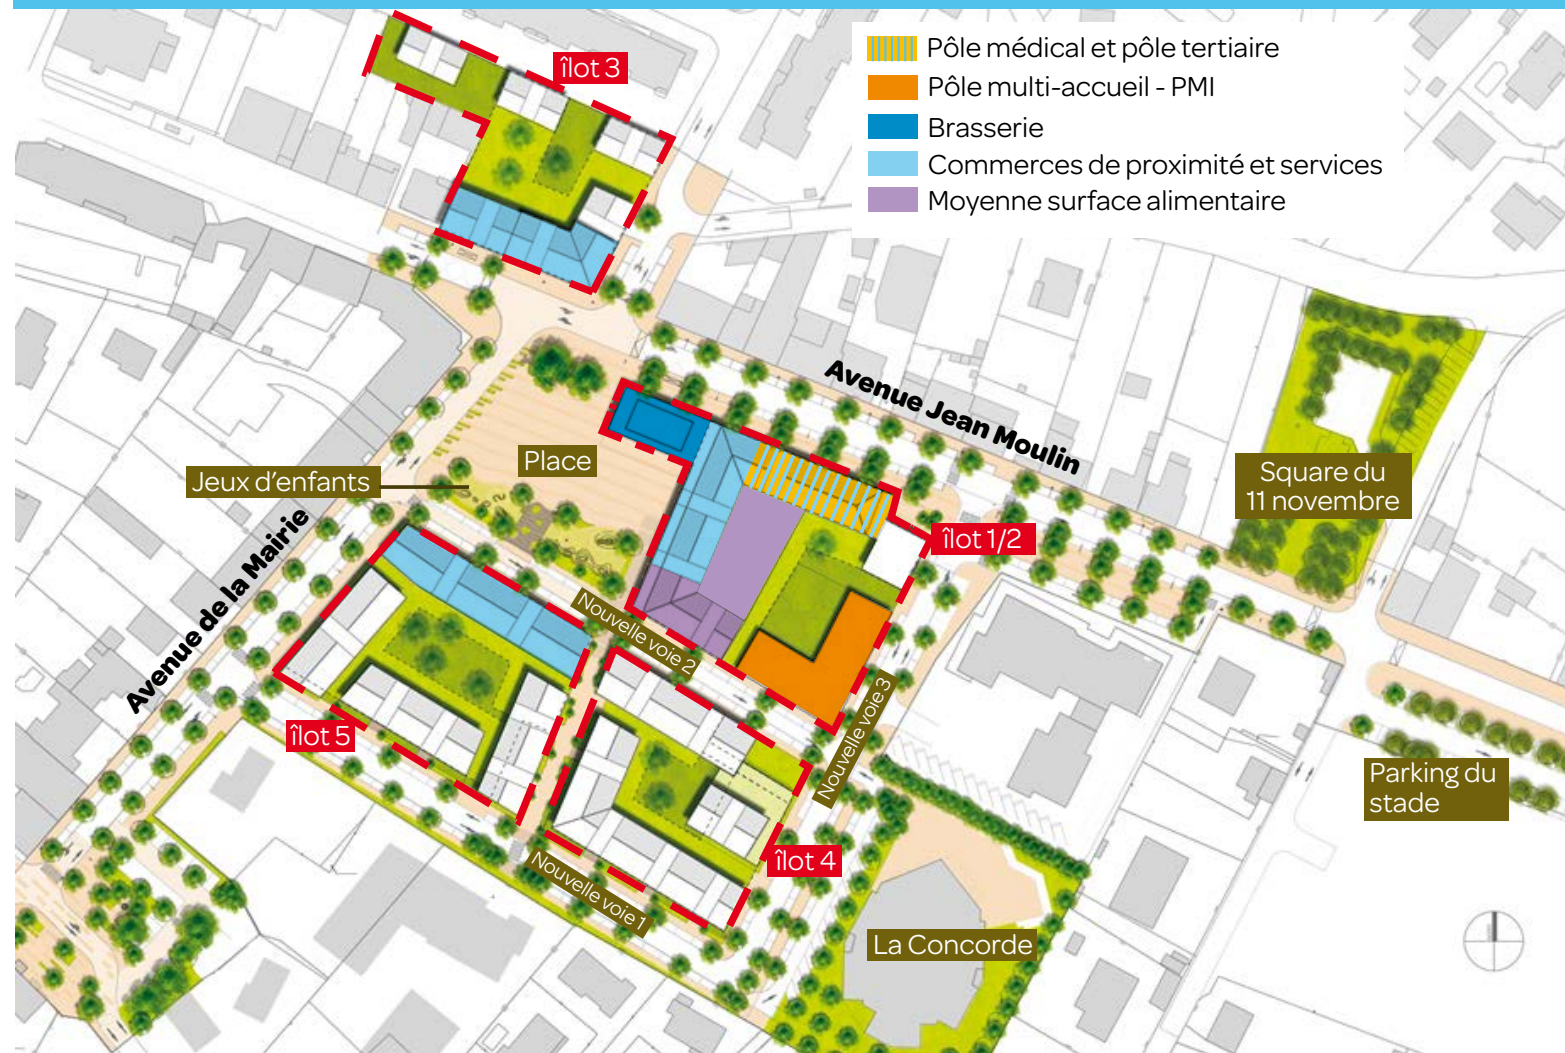 îlot 3
Pôle médical et pôle tertiaire
Pôle multi-accueil - PMI
Brasserie
Commerces de proximité et services
Moyenne surface alimentaire
Avenue Jean Moulin
Place
Jeux d'enfants
Square du
11 novembre
îlot 1/2
Avenue de la Mairie
Nouvelle voie 2
Nouvelle voie 3
îlot 5
Parking du
stade
îlot 4
Nouvelle voie 1
La Concorde